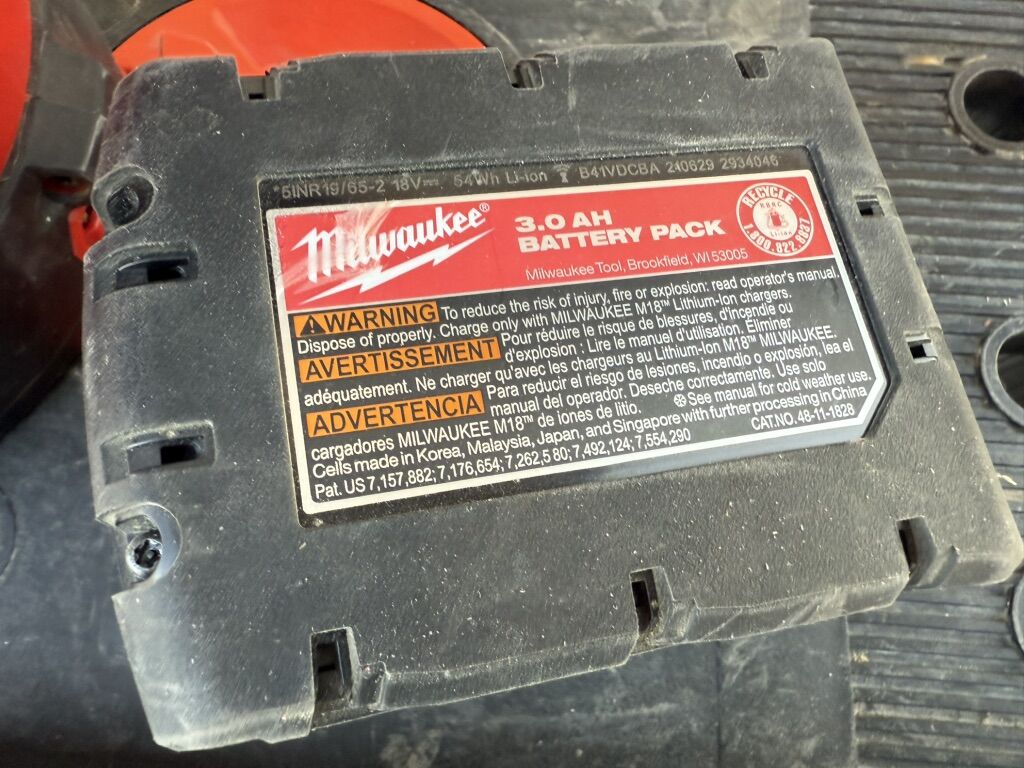 *5INR19/65-2 18V⎓ 54Wh Li-ion B41VDCBA 240629 2934046
Milwaukee®
3.0 AH
BATTERY PACK
Milwaukee Tool, Brookfield, WI 53005
RECYCLE
RBRC
Li-ion
1.800.822.8837
WARNING To reduce the risk of injury, fire or explosion: read operator's manual.
Dispose of properly. Charge only with MILWAUKEE M18™ Lithium-Ion chargers.
AVERTISSEMENT Pour réduire le risque de blessures, d'incendie ou
d'explosion : Lire le manuel d'utilisation. Éliminer
adéquatement. Ne charger qu'avec les chargeurs au Lithium-Ion M18™ MILWAUKEE.
ADVERTENCIA Para reducir el riesgo de lesiones, incendio o explosión, lea el
manual del operador. Deseche correctamente. Use solo
cargadores MILWAUKEE M18™ de iones de litio. See manual for cold weather use.
Cells made in Korea, Malaysia, Japan, and Singapore with further processing in China
Pat. US 7,157,882; 7,176,654; 7,262,5 80; 7,492,124; 7,554,290 CAT.NO. 48-11-1828